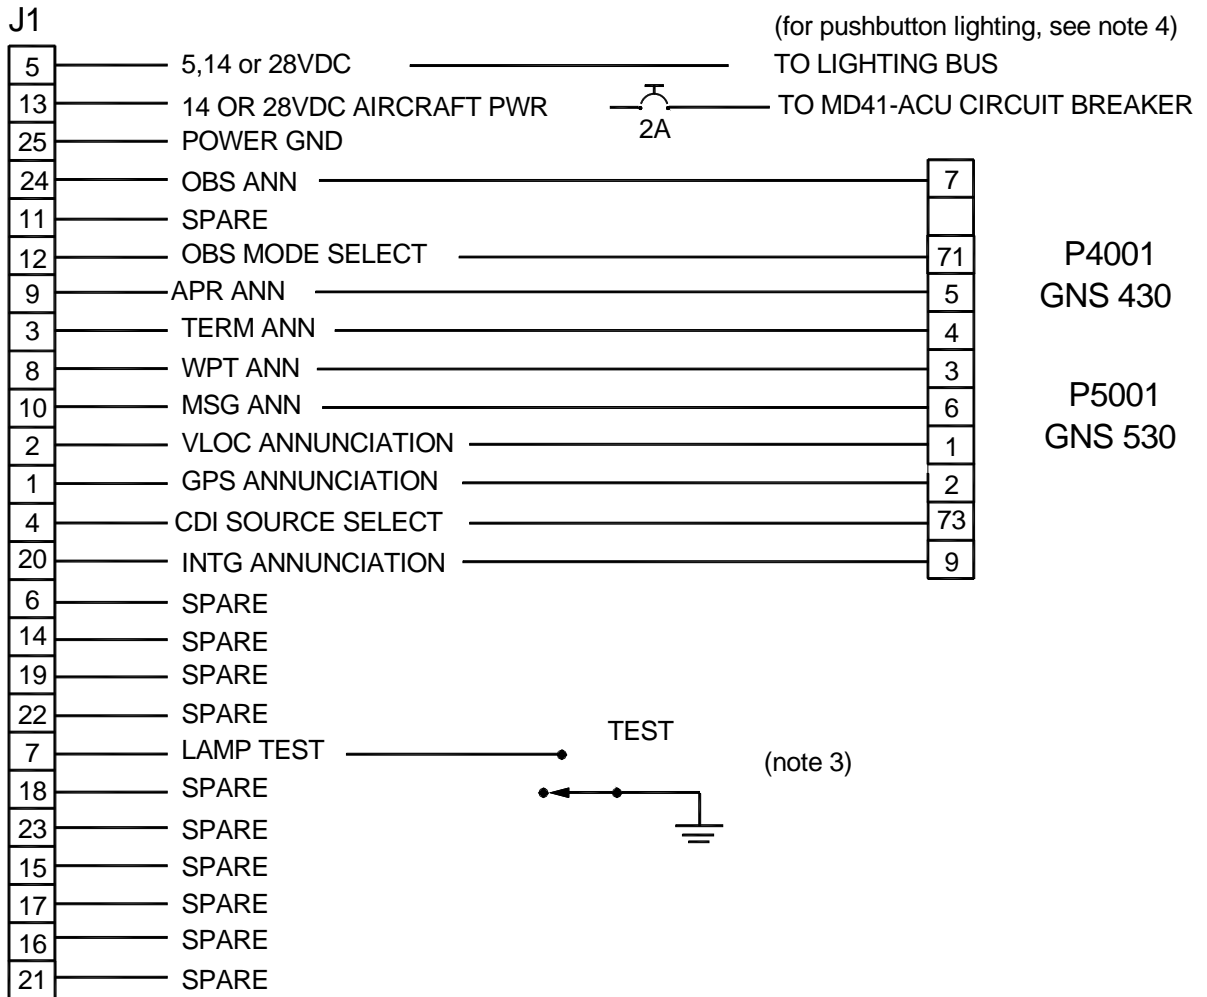 J1
(for pushbutton lighting, see note 4)
5 5,14 or 28VDC TO LIGHTING BUS
13 14 OR 28VDC AIRCRAFT PWR 2A TO MD41-ACU CIRCUIT BREAKER
25 POWER GND
24 OBS ANN 7
11 SPARE
12 OBS MODE SELECT 71 P4001
9 APR ANN 5 GNS 430
3 TERM ANN 4
8 WPT ANN 3
10 MSG ANN 6 P5001
2 VLOC ANNUNCIATION 1 GNS 530
1 GPS ANNUNCIATION 2
4 CDI SOURCE SELECT 73
20 INTG ANNUNCIATION 9
6 SPARE
14 SPARE
19 SPARE
22 SPARE
TEST
7 LAMP TEST (note 3)
18 SPARE
23 SPARE
15 SPARE
17 SPARE
16 SPARE
21 SPARE